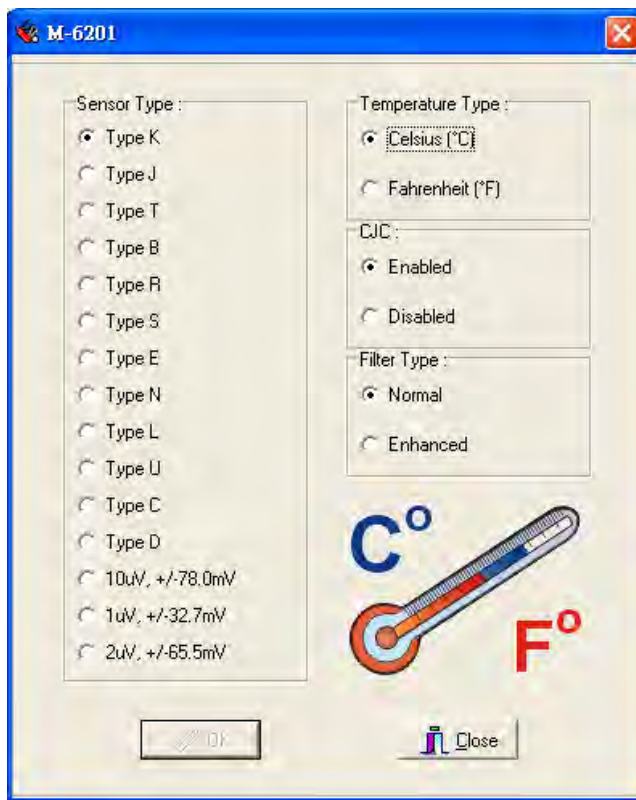 M-6201
Sensor Type :
Type K
Type J
Type T
Type B
Type R
Type S
Type E
Type N
Type L
Type U
Type C
Type D
10uV, +/-78.0mV
1uV, +/-32.7mV
2uV, +/-65.5mV
Temperature Type :
Celsius (°C)
Fahrenheit (°F)
CJC :
Enabled
Disabled
Filter Type :
Normal
Enhanced
C°
F°
OK
Close